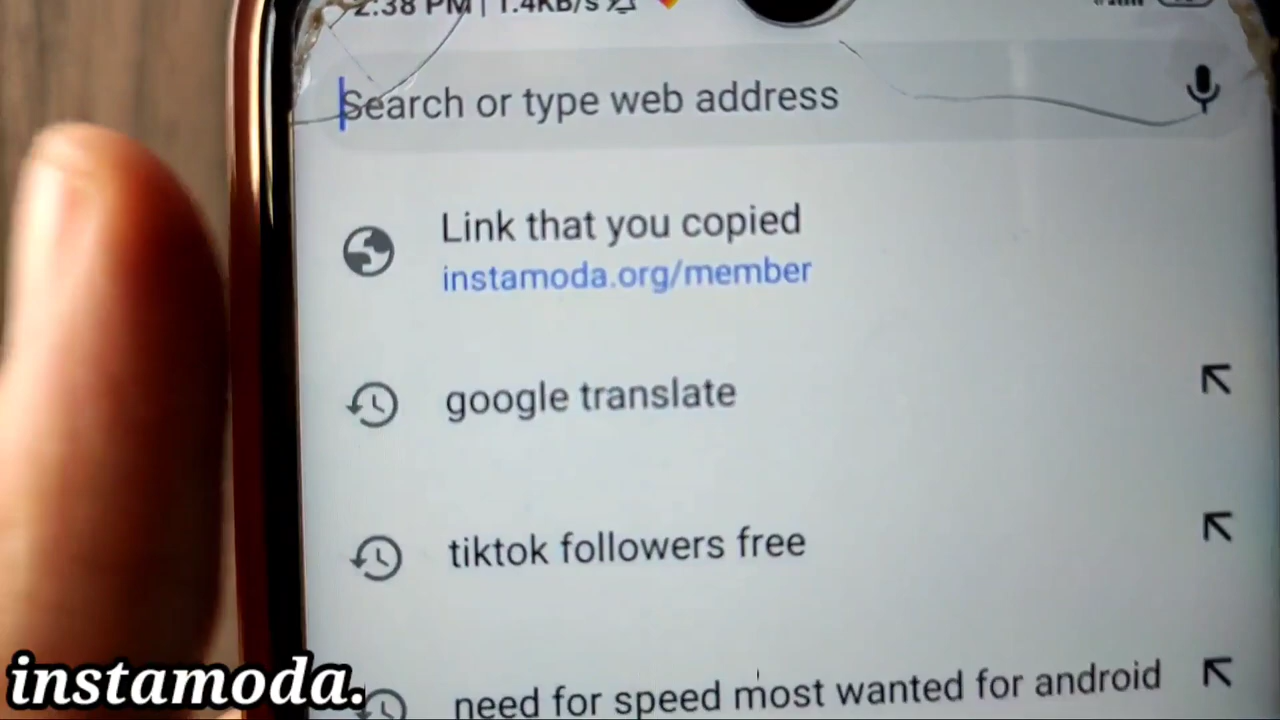 2:38 PM | 1.4KB/s
Search or type web address
Link that you copied
instamoda.org/member
google translate
tiktok followers free
need for speed most wanted for android
instamoda.